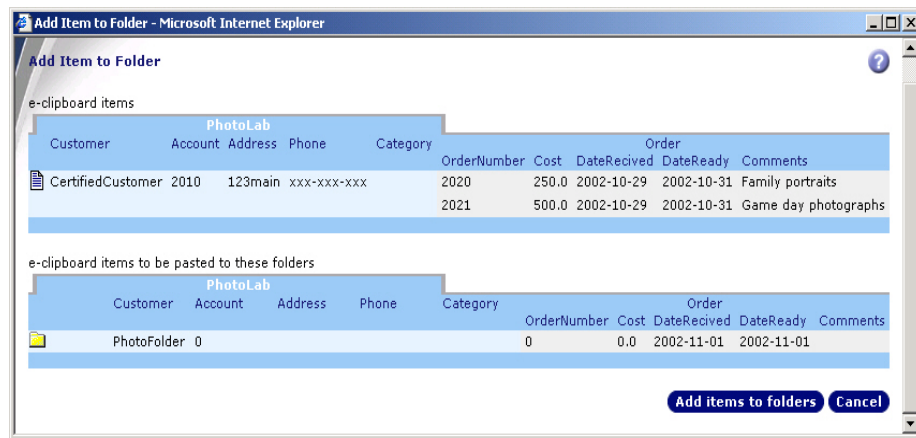 Add Item to Folder - Microsoft Internet Explorer
Add Item to Folder
?
e-clipboard items
PhotoLab
Customer Account Address Phone Category Order
OrderNumber Cost DateRecived DateReady Comments
CertifiedCustomer 2010 123main xxx-xxx-xxx 2020 250.0 2002-10-29 2002-10-31 Family portraits
2021 500.0 2002-10-29 2002-10-31 Game day photographs
e-clipboard items to be pasted to these folders
PhotoLab
Customer Account Address Phone Category Order
OrderNumber Cost DateRecived DateReady Comments
PhotoFolder 0 0 0.0 2002-11-01 2002-11-01
Add items to folders Cancel